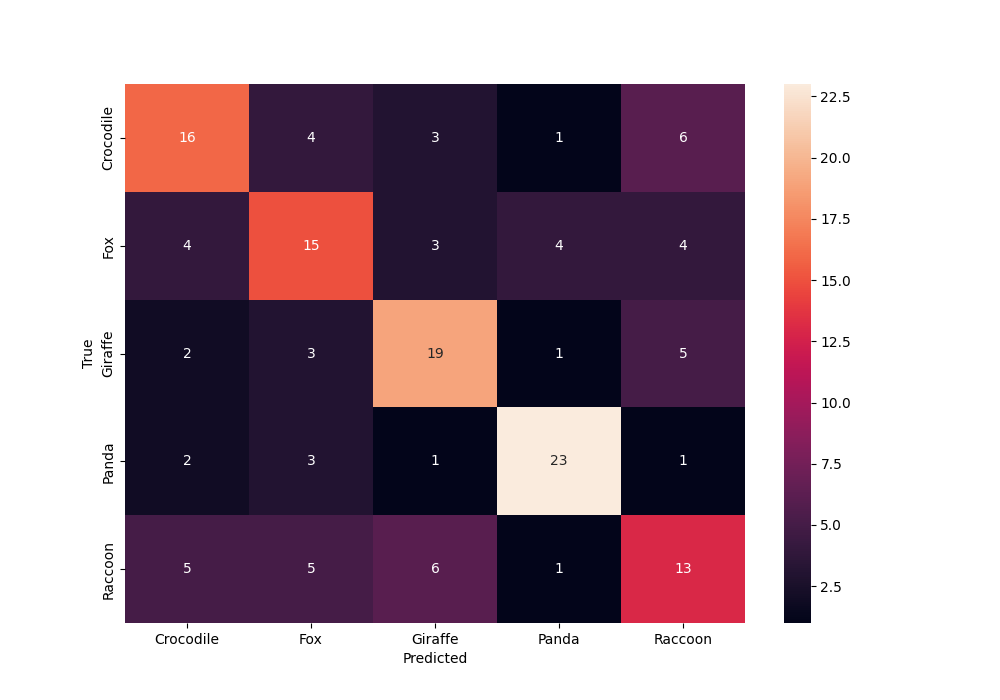 Crocodile 16 4 3 1 6
Fox 4 15 3 4 4
Giraffe 2 3 19 1 5
Panda 2 3 1 23 1
Raccoon 5 5 6 1 13
True
Crocodile Fox Giraffe Panda Raccoon
Predicted
22.5
20.0
17.5
15.0
12.5
10.0
7.5
5.0
2.5